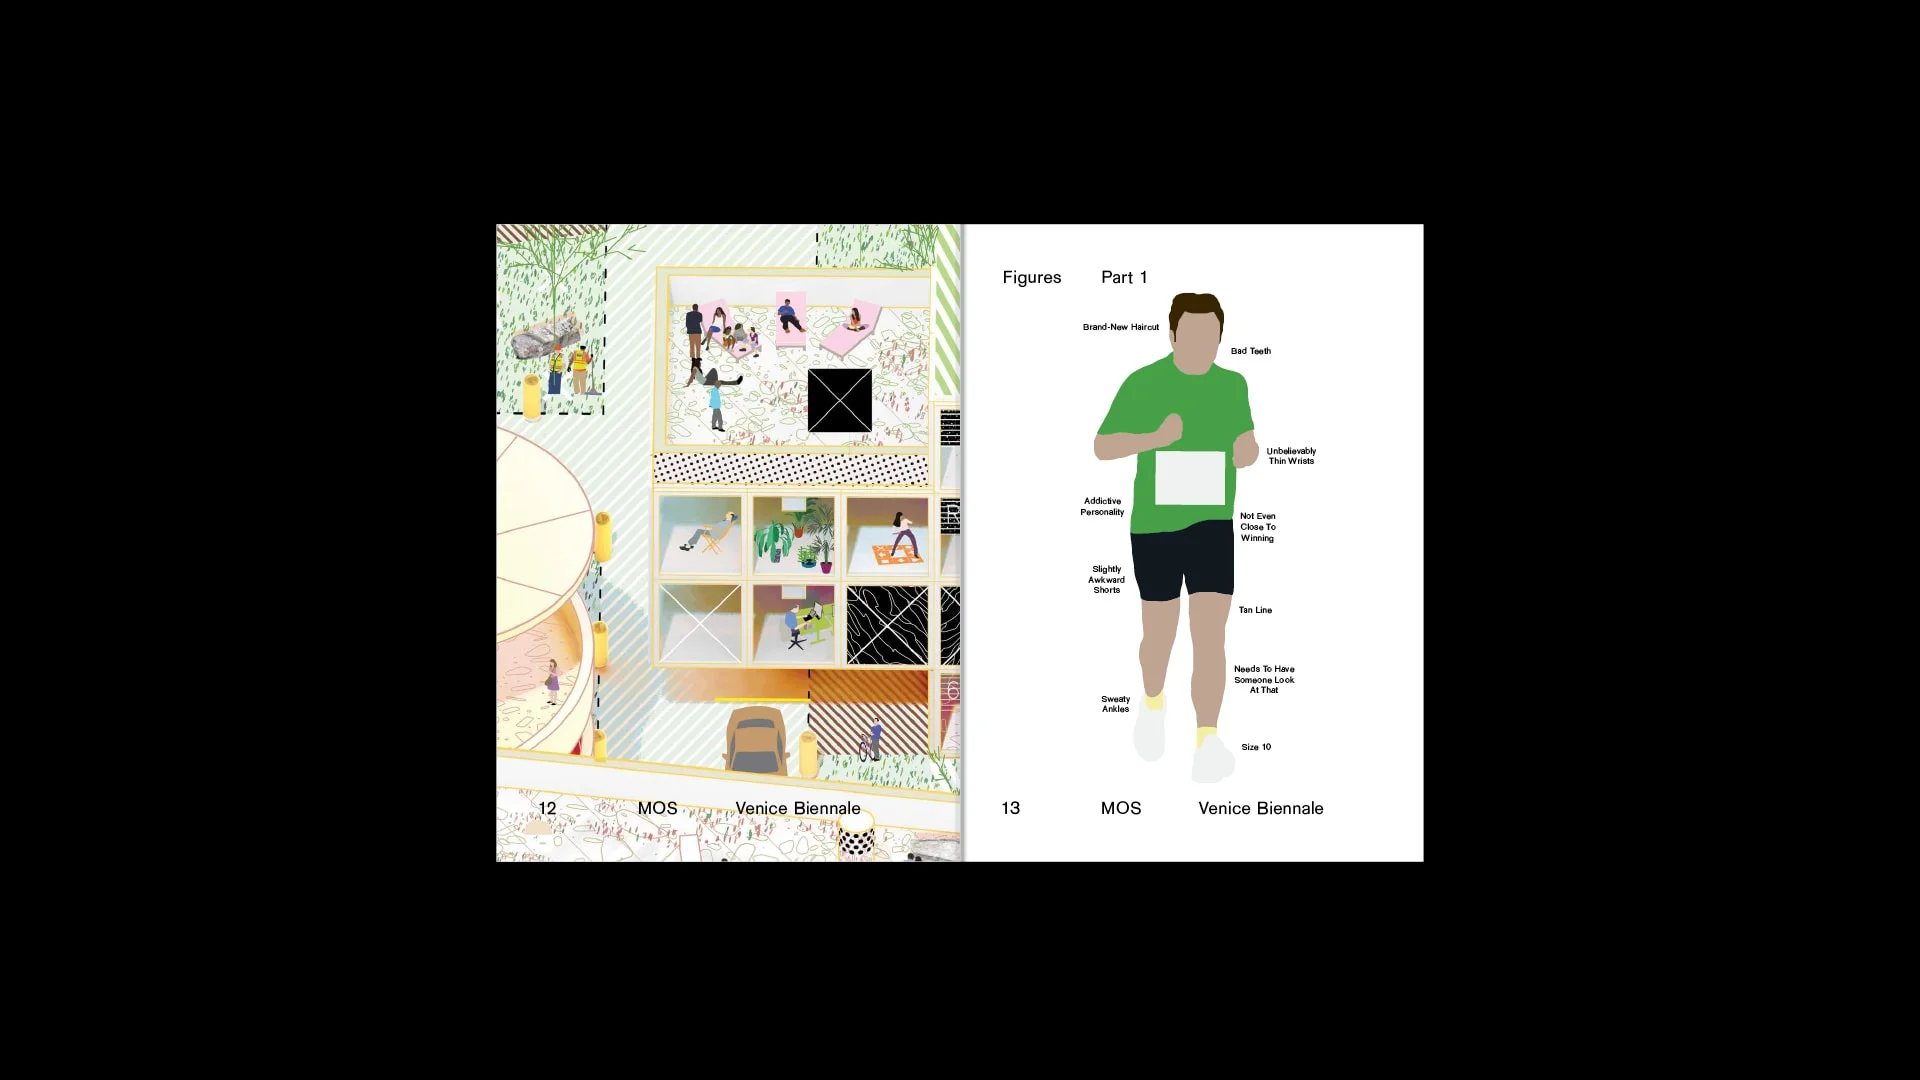 12 MOS Venice Biennale
Figures Part 1
Brand-New Haircut
Bad Teeth
Unbelievably
Thin Wrists
Addictive
Personality
Not Even
Close To
Winning
Slightly
Awkward
Shorts
Tan Line
Needs To Have
Someone Look
At That
Sweaty
Ankles
Size 10
13 MOS Venice Biennale